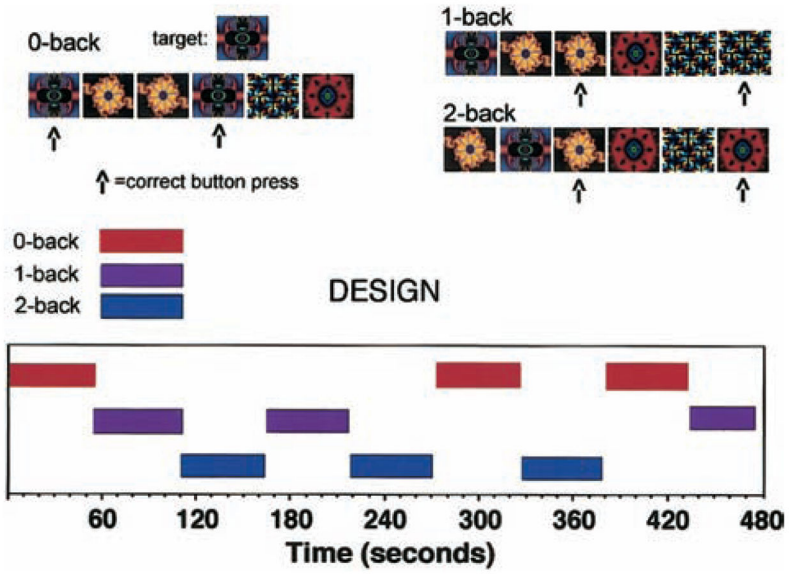 0-back
target:
1-back
2-back
=correct button press
0-back
1-back
2-back
DESIGN
60 120 180 240 300 360 420 480
Time (seconds)